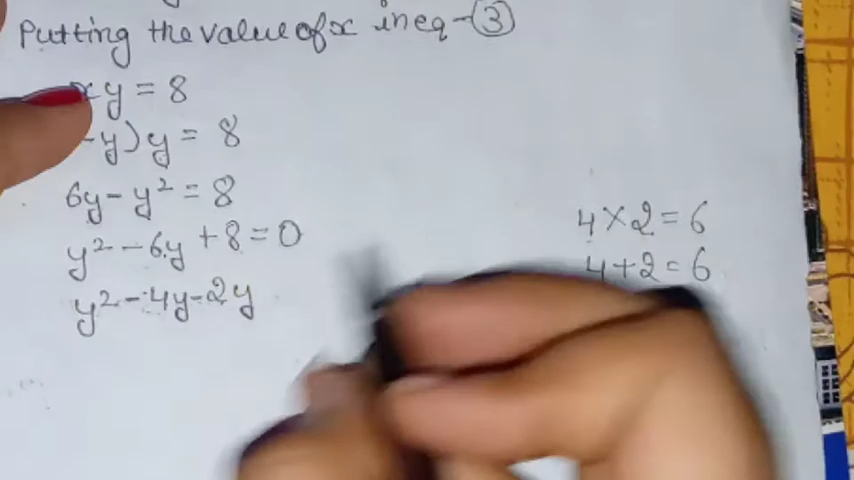 Putting the value of x in eq-③
xy = 8
-y) y = 8
6y - y² = 8
y² - 6y + 8 = 0
y² - 4y - 2y
4 × 2 = 6
4 + 2 = 6